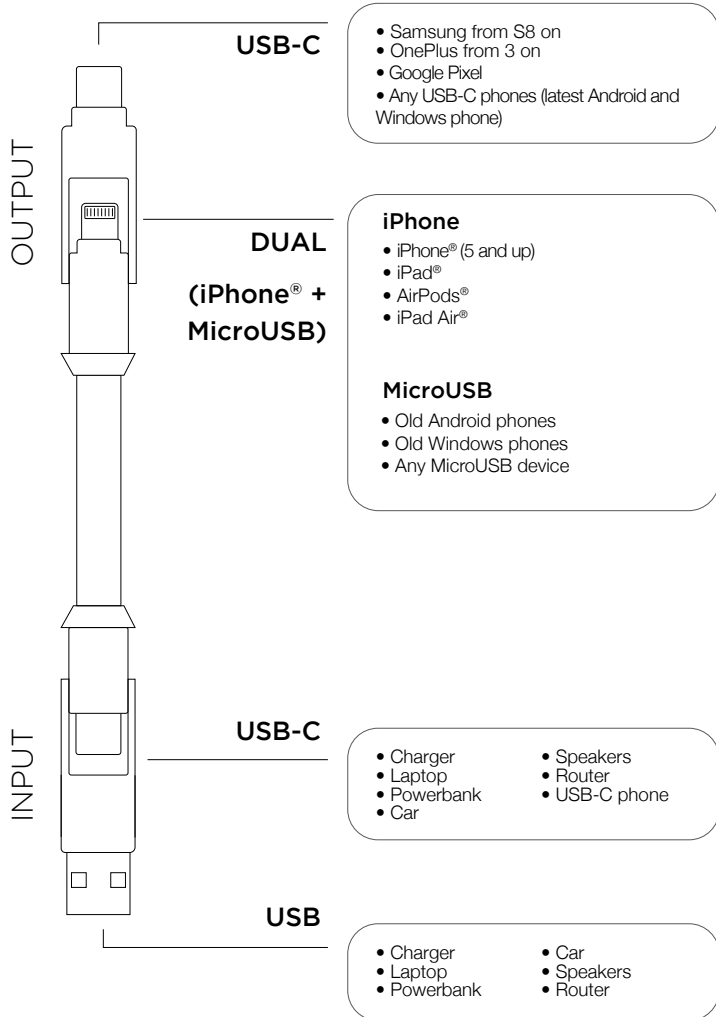 OUTPUT
USB-C
• Samsung from S8 on
• OnePlus from 3 on
• Google Pixel
• Any USB-C phones (latest Android and
Windows phone)
DUAL
(iPhone® +
MicroUSB)
iPhone
• iPhone® (5 and up)
• iPad®
• AirPods®
• iPad Air®
MicroUSB
• Old Android phones
• Old Windows phones
• Any MicroUSB device
INPUT
USB-C
• Charger
• Laptop
• Powerbank
• Car
• Speakers
• Router
• USB-C phone
USB
• Charger
• Laptop
• Powerbank
• Car
• Speakers
• Router